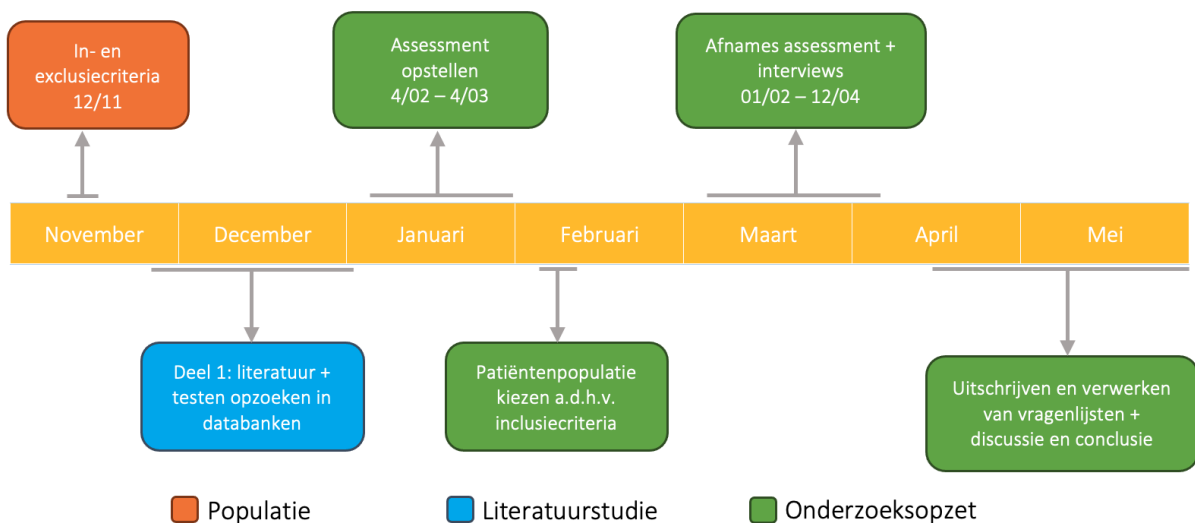 In- en
exclusiecriteria
12/11
Assessment
opstellen
4/02 – 4/03
Afnames assessment +
interviews
01/02 – 12/04
November
December
Januari
Februari
Maart
April
Mei
Deel 1: literatuur +
testen opzoeken in
databanken
Patiëntenpopulatie
kiezen a.d.h.v.
inclusiecriteria
Uitschrijven en verwerken
van vragenlijsten +
discussie en conclusie
Populatie
Literatuurstudie
Onderzoeksopzet